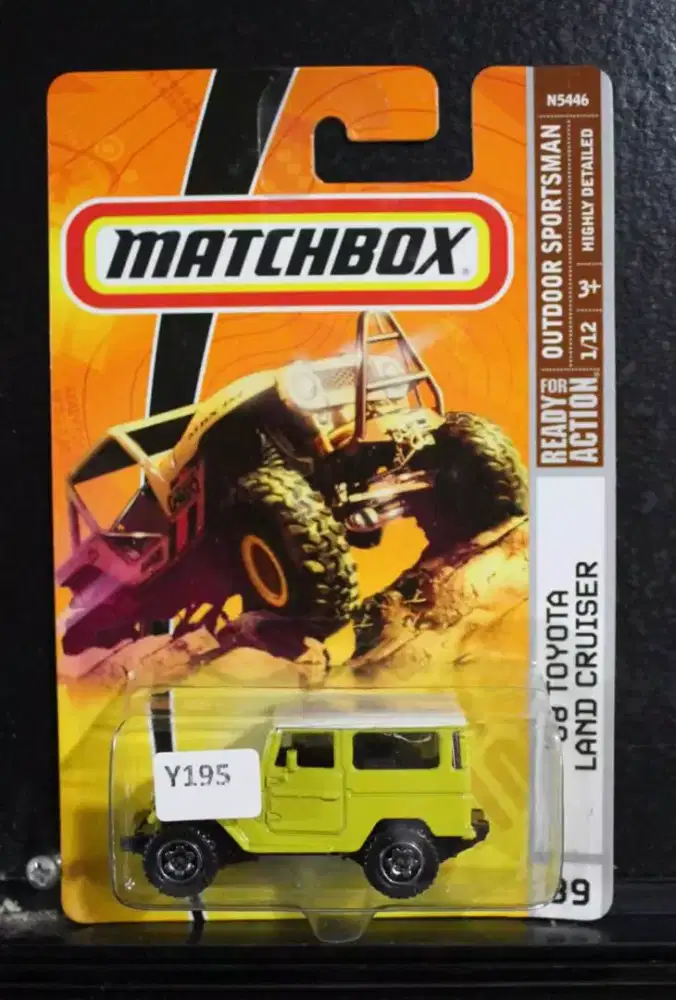 MATCHBOX
N5446
OUTDOOR SPORTSMAN
HIGHLY DETAILED
1/12
3+
READY FOR
ACTION
TOYOTA
LAND CRUISER
Y195